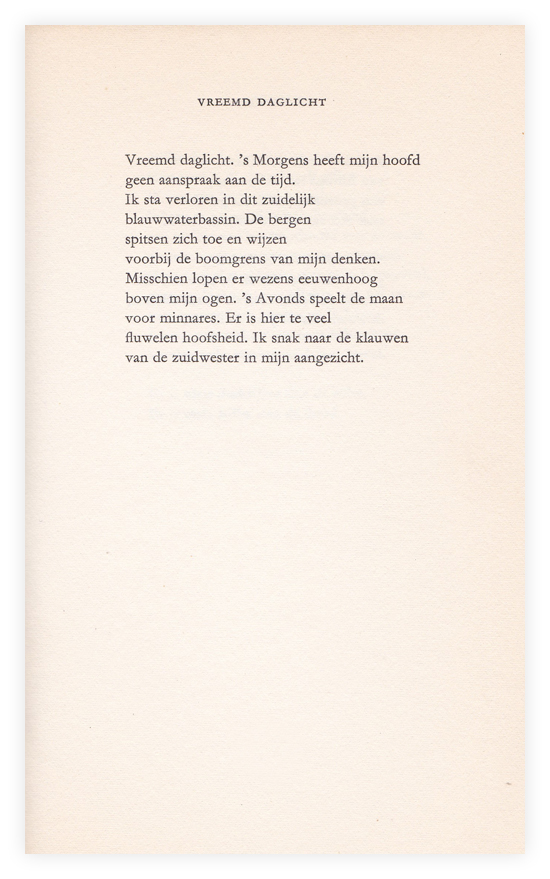 VREEMD DAGLICHT
Vreemd daglicht. ’s Morgens heeft mijn hoofd
geen aanspraak aan de tijd.
Ik sta verloren in dit zuidelijk
blauwwaterbassin. De bergen
spitsen zich toe en wijzen
voorbij de boomgrens van mijn denken.
Misschien lopen er wezens eeuwenhoog
boven mijn ogen. ’s Avonds speelt de maan
voor minnares. Er is hier te veel
fluwelen hoofsheid. Ik snak naar de klauwen
van de zuidwester in mijn aangezicht.